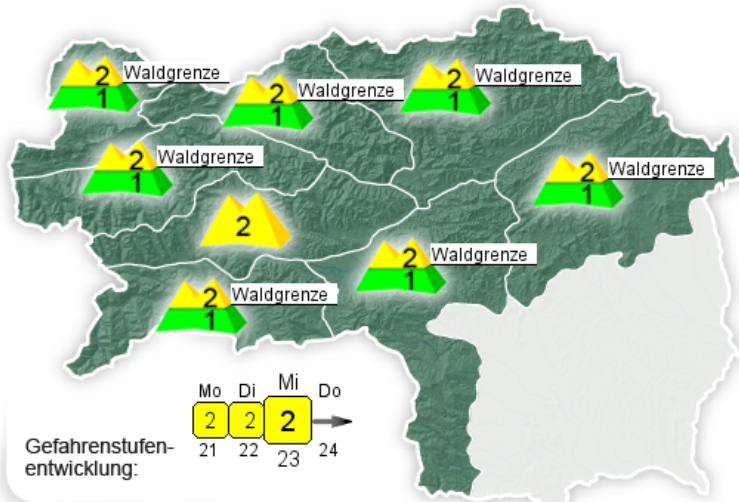 2 Waldgrenze
1
2 Waldgrenze
1
2 Waldgrenze
1
2 Waldgrenze
1
2 Waldgrenze
1
2
2 Waldgrenze
1
2 Waldgrenze
1
Mo Di Mi Do
2 2 2
21 22 23 24
Gefahrenstufen-
entwicklung: